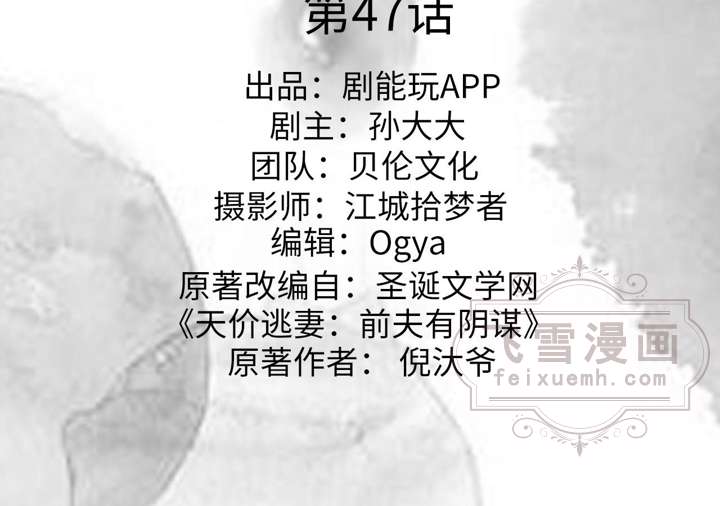 第47话
出品：剧能玩APP
剧主：孙大大
团队：贝伦文化
摄影师：江城拾梦者
编辑：Ogya
原著改编自：圣诞文学网
《天价逃妻：前夫有阴谋》
原著作者： 倪汏爷
飞雪漫画
feixuemh.com